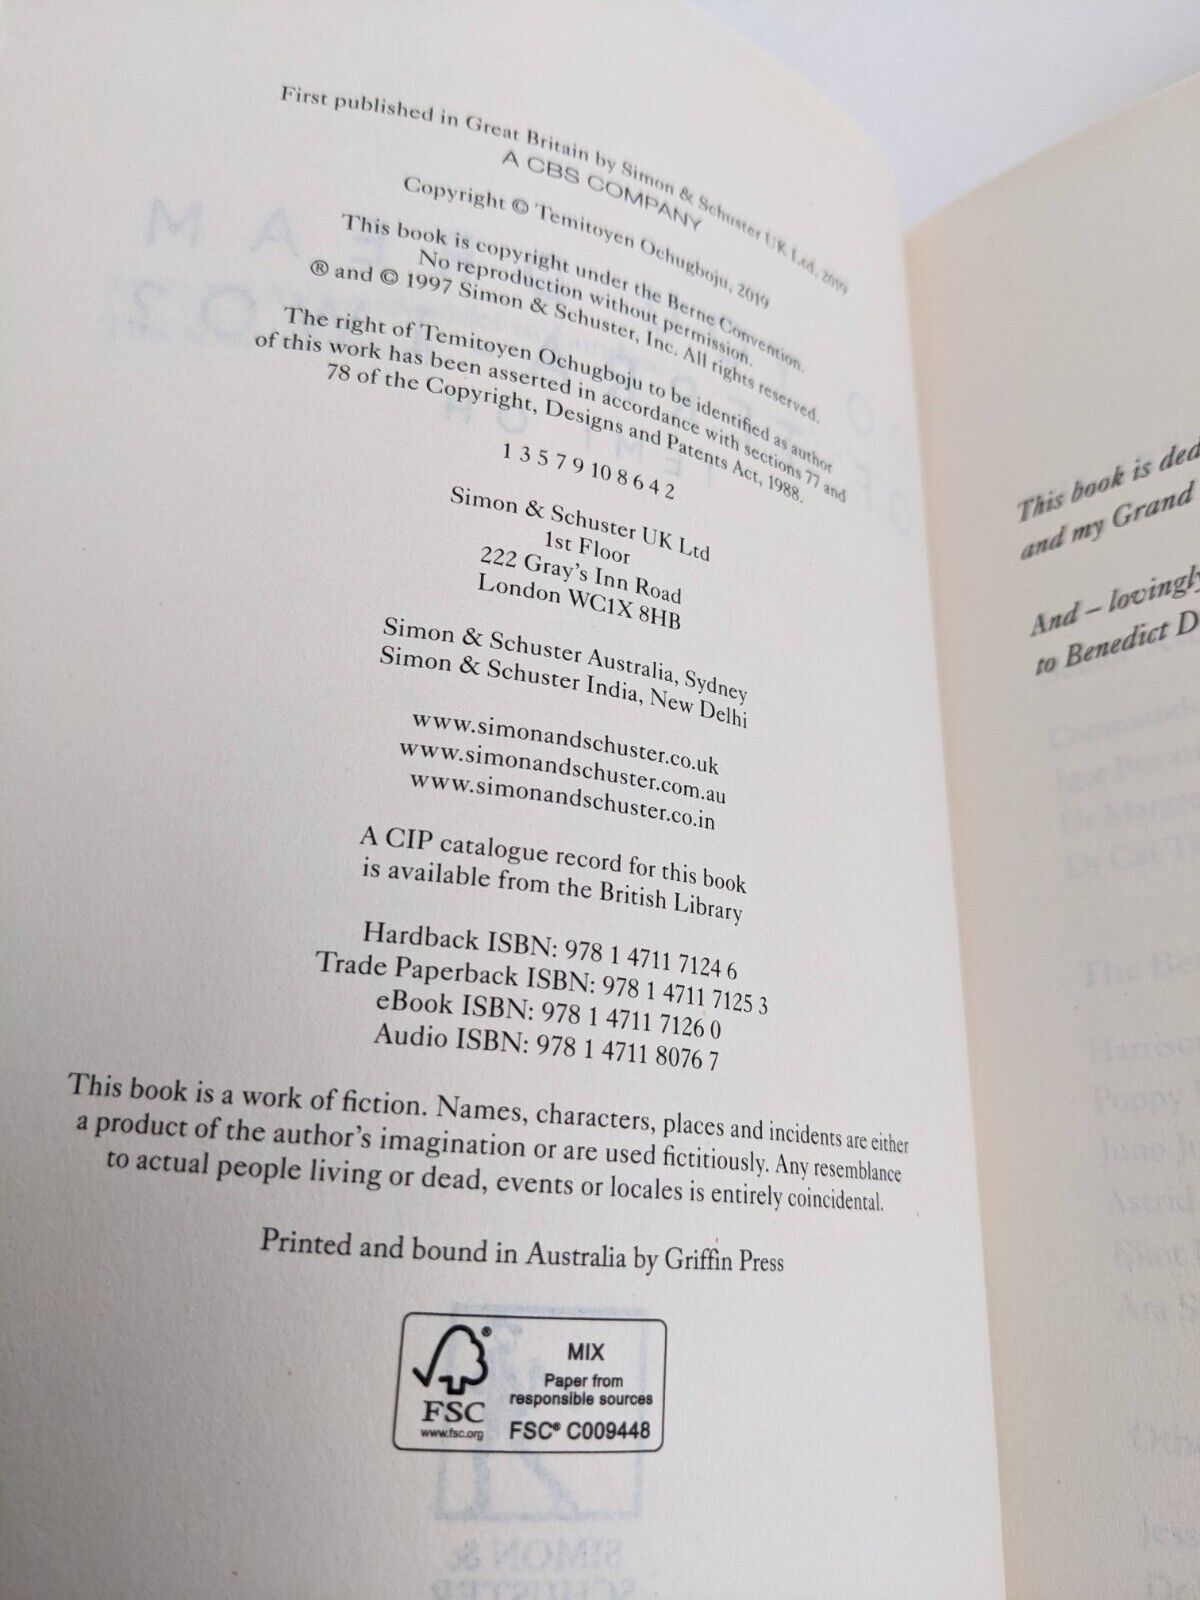 First published in Great Britain by Simon & Schuster UK Ltd, 2019
A CBS COMPANY
Copyright © Temitoyen Ochugboju, 2019
This book is copyright under the Berne Convention.
No reproduction without permission.
® and © 1997 Simon & Schuster, Inc. All rights reserved.
The right of Temitoyen Ochugboju to be identified as author
of this work has been asserted in accordance with sections 77 and
78 of the Copyright, Designs and Patents Act, 1988.
1 3 5 7 9 10 8 6 4 2
Simon & Schuster UK Ltd
1st Floor
222 Gray's Inn Road
London WC1X 8HB
Simon & Schuster Australia, Sydney
Simon & Schuster India, New Delhi
www.simonandschuster.co.uk
www.simonandschuster.com.au
www.simonandschuster.co.in
A CIP catalogue record for this book
is available from the British Library
Hardback ISBN: 978 1 4711 7124 6
Trade Paperback ISBN: 978 1 4711 7125 3
eBook ISBN: 978 1 4711 7126 0
Audio ISBN: 978 1 4711 8076 7
This book is a work of fiction. Names, characters, places and incidents are either
a product of the author's imagination or are used fictitiously. Any resemblance
to actual people living or dead, events or locales is entirely coincidental.
Printed and bound in Australia by Griffin Press
FSC
www.fsc.org
MIX
Paper from
responsible sources
FSC® C009448
SIMON &
SCHUSTER
This book is ded
and my Grand
And – lovingly
to Benedict D
Poppy
Astrid